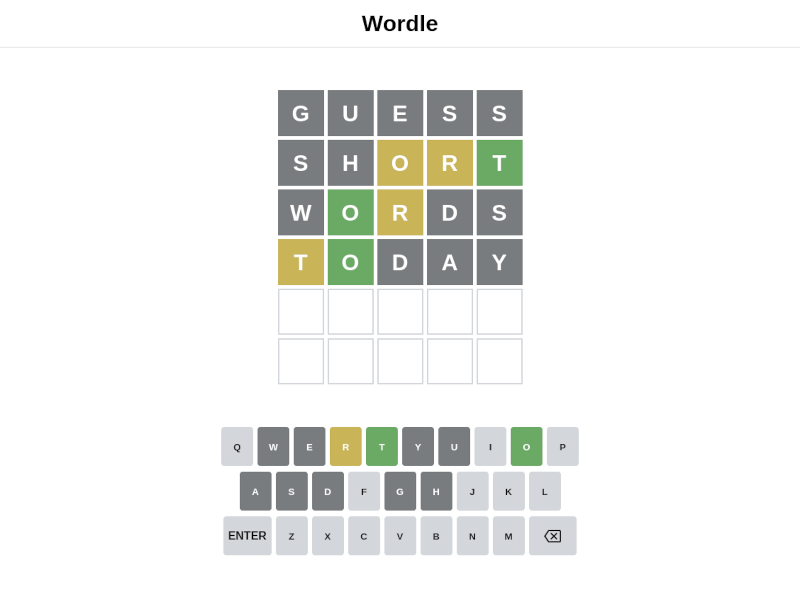 Wordle
G U E S S
S H O R T
W O R D S
T O D A Y
Q W E R T Y U I O P
A S D F G H J K L
ENTER Z X C V B N M